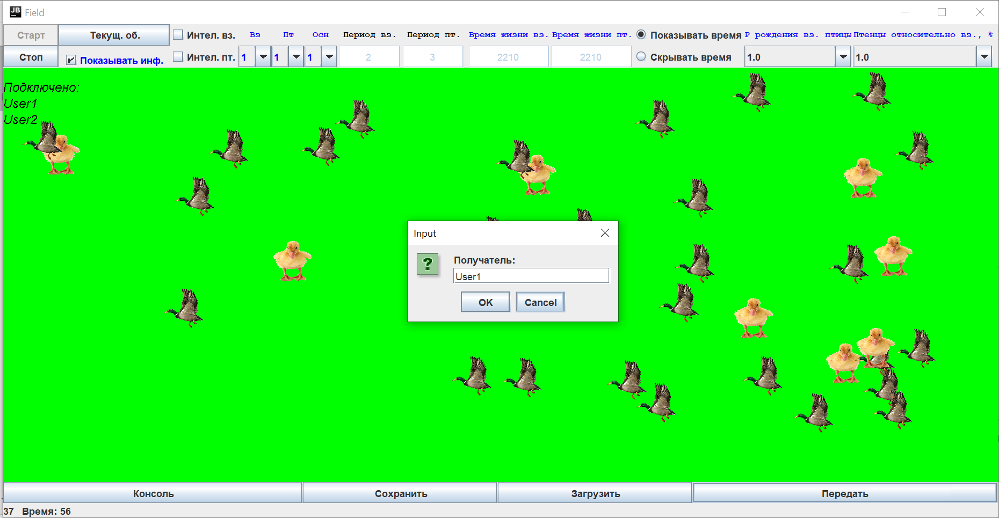 JB Field
Старт Текущ. об. Интел. вз. Вз Пт Осн Период вз. Период пт. Время жизни вз. Время жизни пт. Показывать время Р рождения вз. птицы Птенцы относительно вз., %
Стоп Показывать инф. Интел. пт. 1 1 1 2 3 2210 2210 Скрывать время 1.0 1.0
Подключено:
User1
User2
Input
? Получатель:
User1
OK Cancel
Консоль Сохранить Загрузить Передать
37 Время: 56